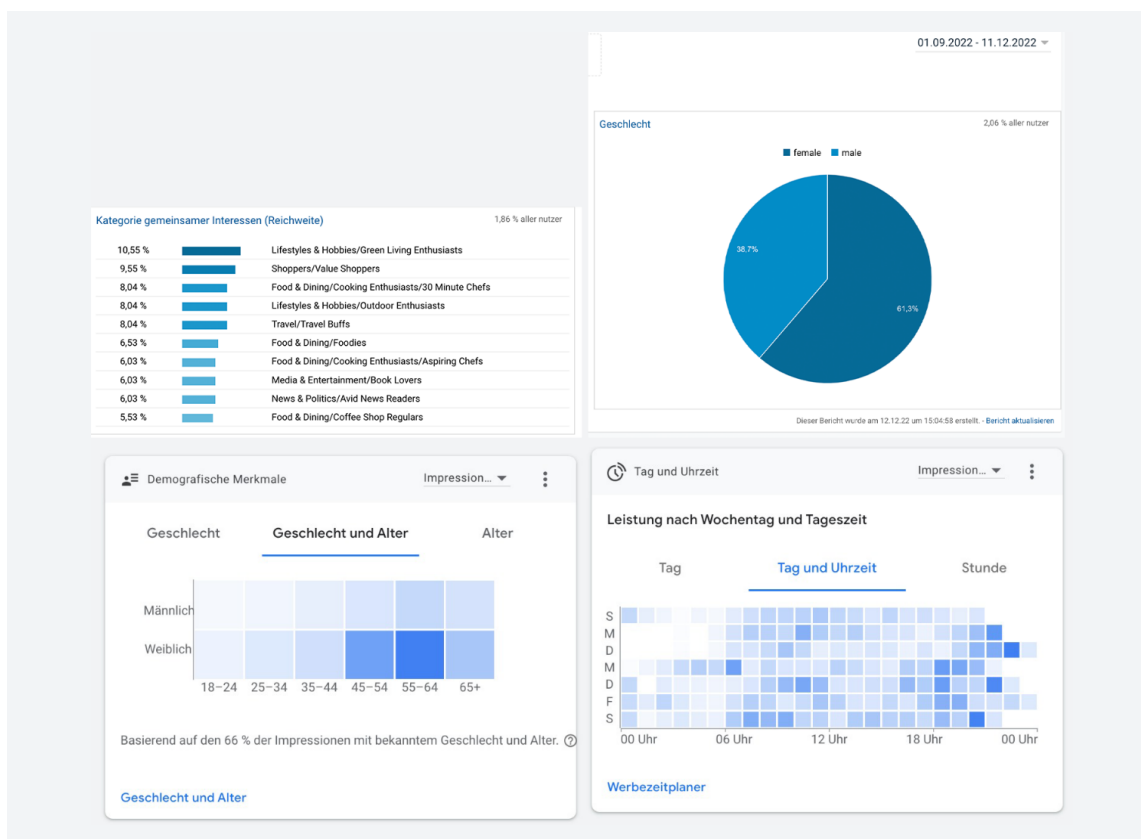 01.09.2022 - 11.12.2022
Geschlecht
2,06 % aller nutzer
female male
38,7%
61,3%
Dieser Bericht wurde am 12.12.22 um 15:04:58 erstellt. - Bericht aktualisieren
Kategorie gemeinsamer Interessen (Reichweite)
1,86 % aller nutzer
10,55 % Lifestyles & Hobbies/Green Living Enthusiasts
9,55 % Shoppers/Value Shoppers
8,04 % Food & Dining/Cooking Enthusiasts/30 Minute Chefs
8,04 % Lifestyles & Hobbies/Outdoor Enthusiasts
8,04 % Travel/Travel Buffs
6,53 % Food & Dining/Foodies
6,03 % Food & Dining/Cooking Enthusiasts/Aspiring Chefs
6,03 % Media & Entertainment/Book Lovers
6,03 % News & Politics/Avid News Readers
5,53 % Food & Dining/Coffee Shop Regulars
Demografische Merkmale
Impression...
Geschlecht Geschlecht und Alter Alter
Männlich
Weiblich
18–24 25–34 35–44 45–54 55–64 65+
Basierend auf den 66 % der Impressionen mit bekanntem Geschlecht und Alter.
Geschlecht und Alter
Tag und Uhrzeit
Impression...
Leistung nach Wochentag und Tageszeit
Tag Tag und Uhrzeit Stunde
S
M
D
M
D
F
S
00 Uhr 06 Uhr 12 Uhr 18 Uhr 00 Uhr
Werbezeitplaner